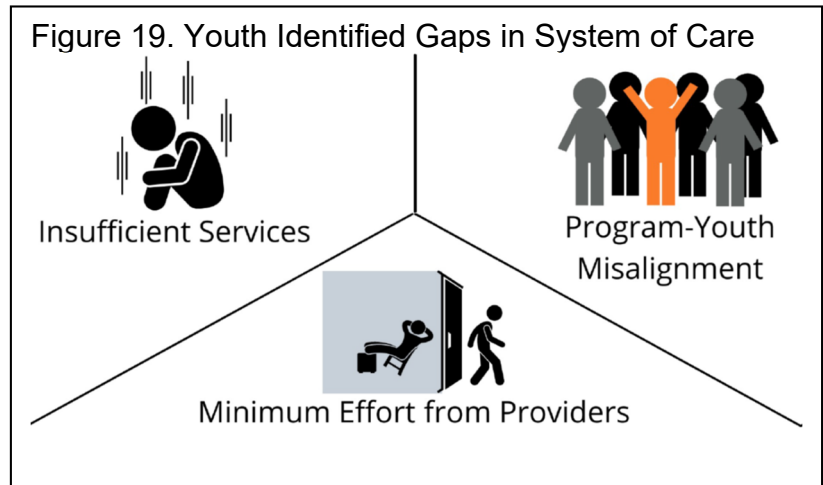 Figure 19. Youth Identified Gaps in System of Care
Insufficient Services
Program-Youth
Misalignment
Minimum Effort from Providers